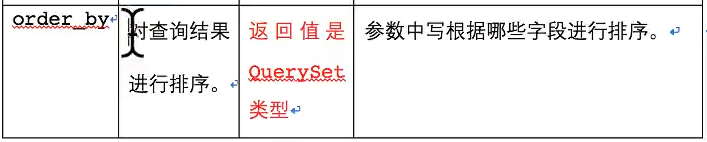 order_by
对查询结果
进行排序。
返回值是
QuerySet
类型
参数中写根据哪些字段进行排序。